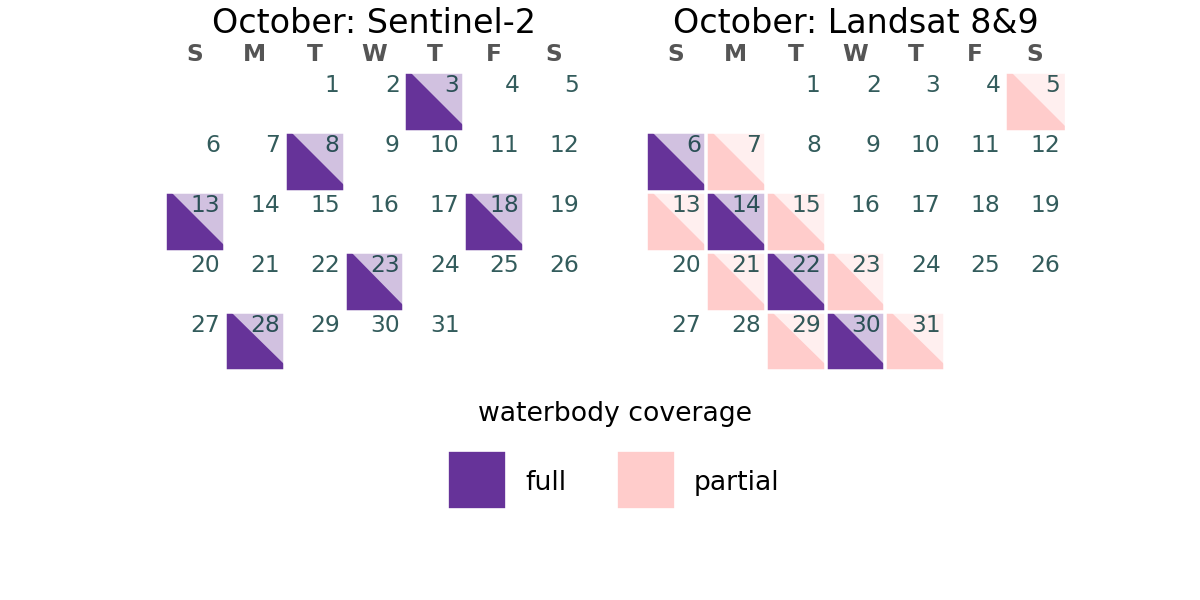 October: Sentinel-2
S M T W T F S
1 2 3 4 5
6 7 8 9 10 11 12
13 14 15 16 17 18 19
20 21 22 23 24 25 26
27 28 29 30 31
October: Landsat 8&9
S M T W T F S
1 2 3 4 5
6 7 8 9 10 11 12
13 14 15 16 17 18 19
20 21 22 23 24 25 26
27 28 29 30 31
waterbody coverage
full partial